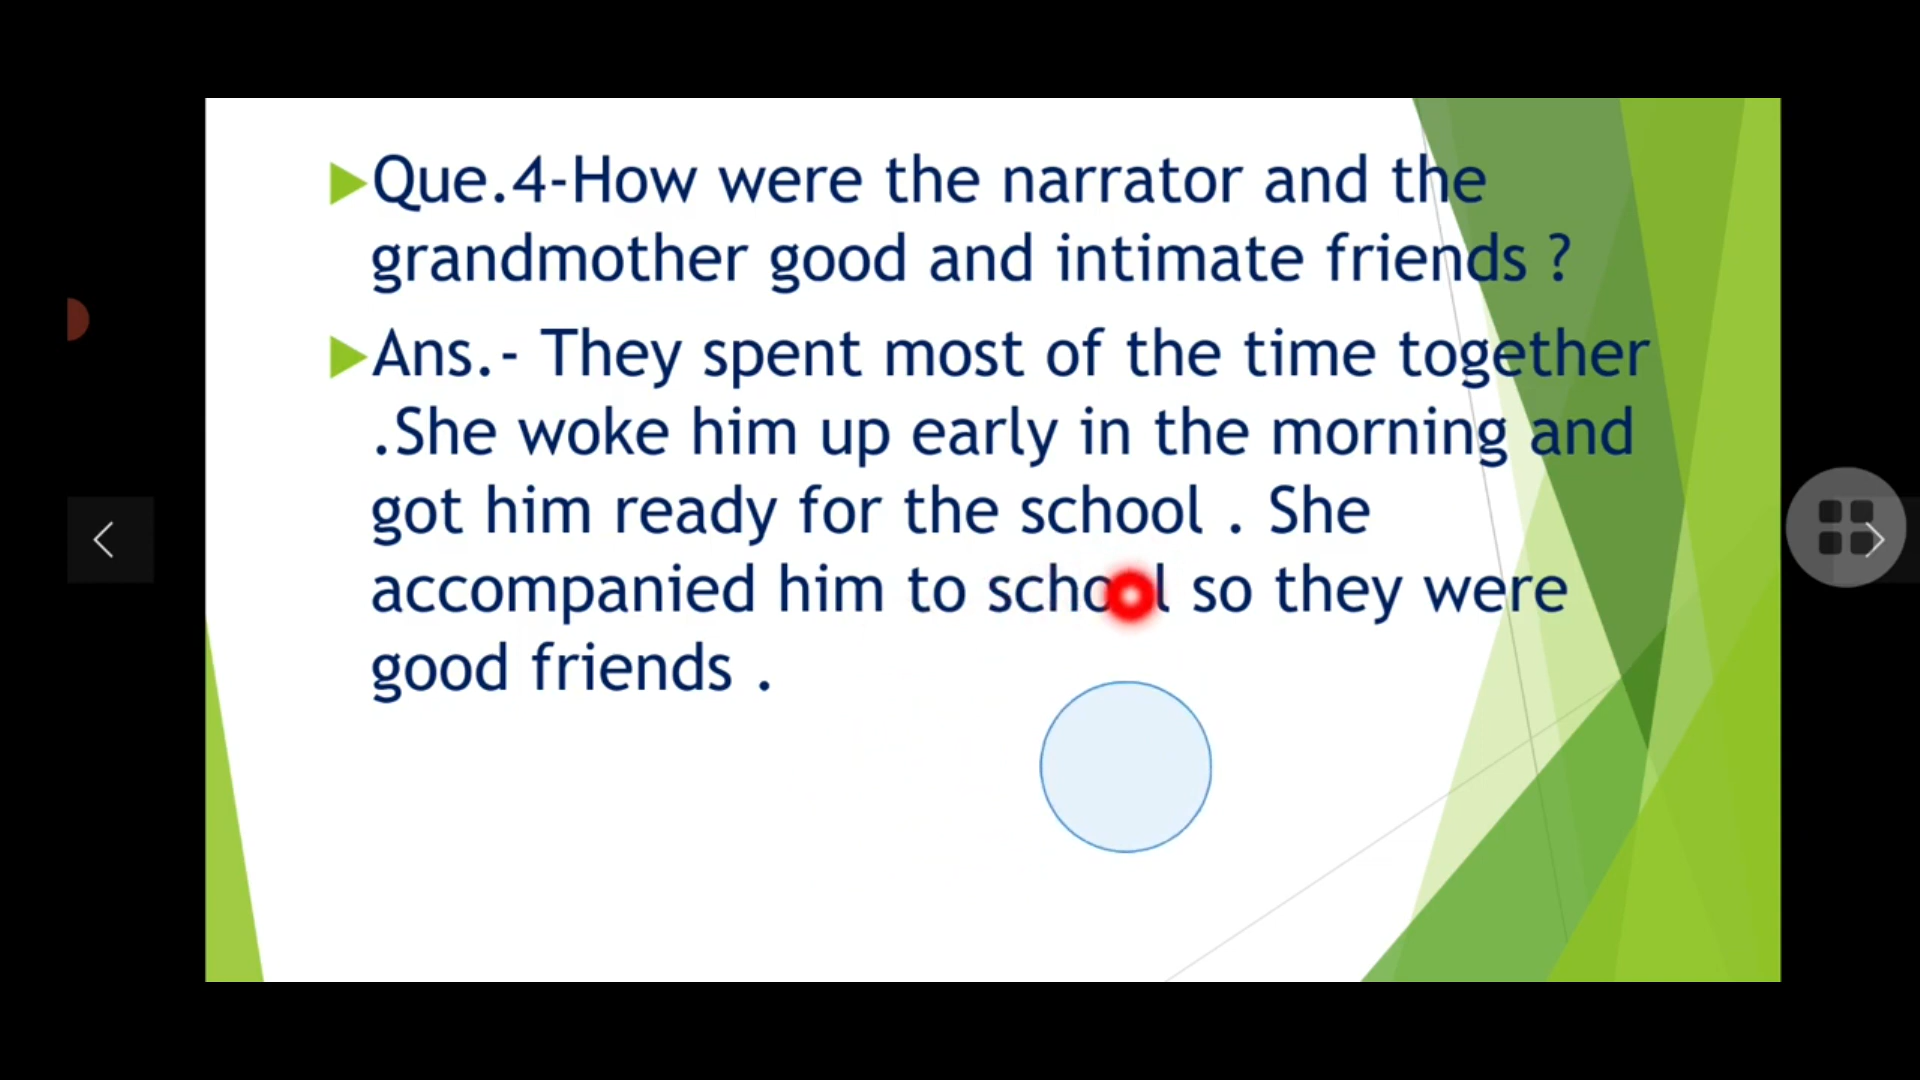 Que.4-How were the narrator and the
grandmother good and intimate friends ?
Ans.- They spent most of the time together
.She woke him up early in the morning and
got him ready for the school . She
accompanied him to school so they were
good friends .